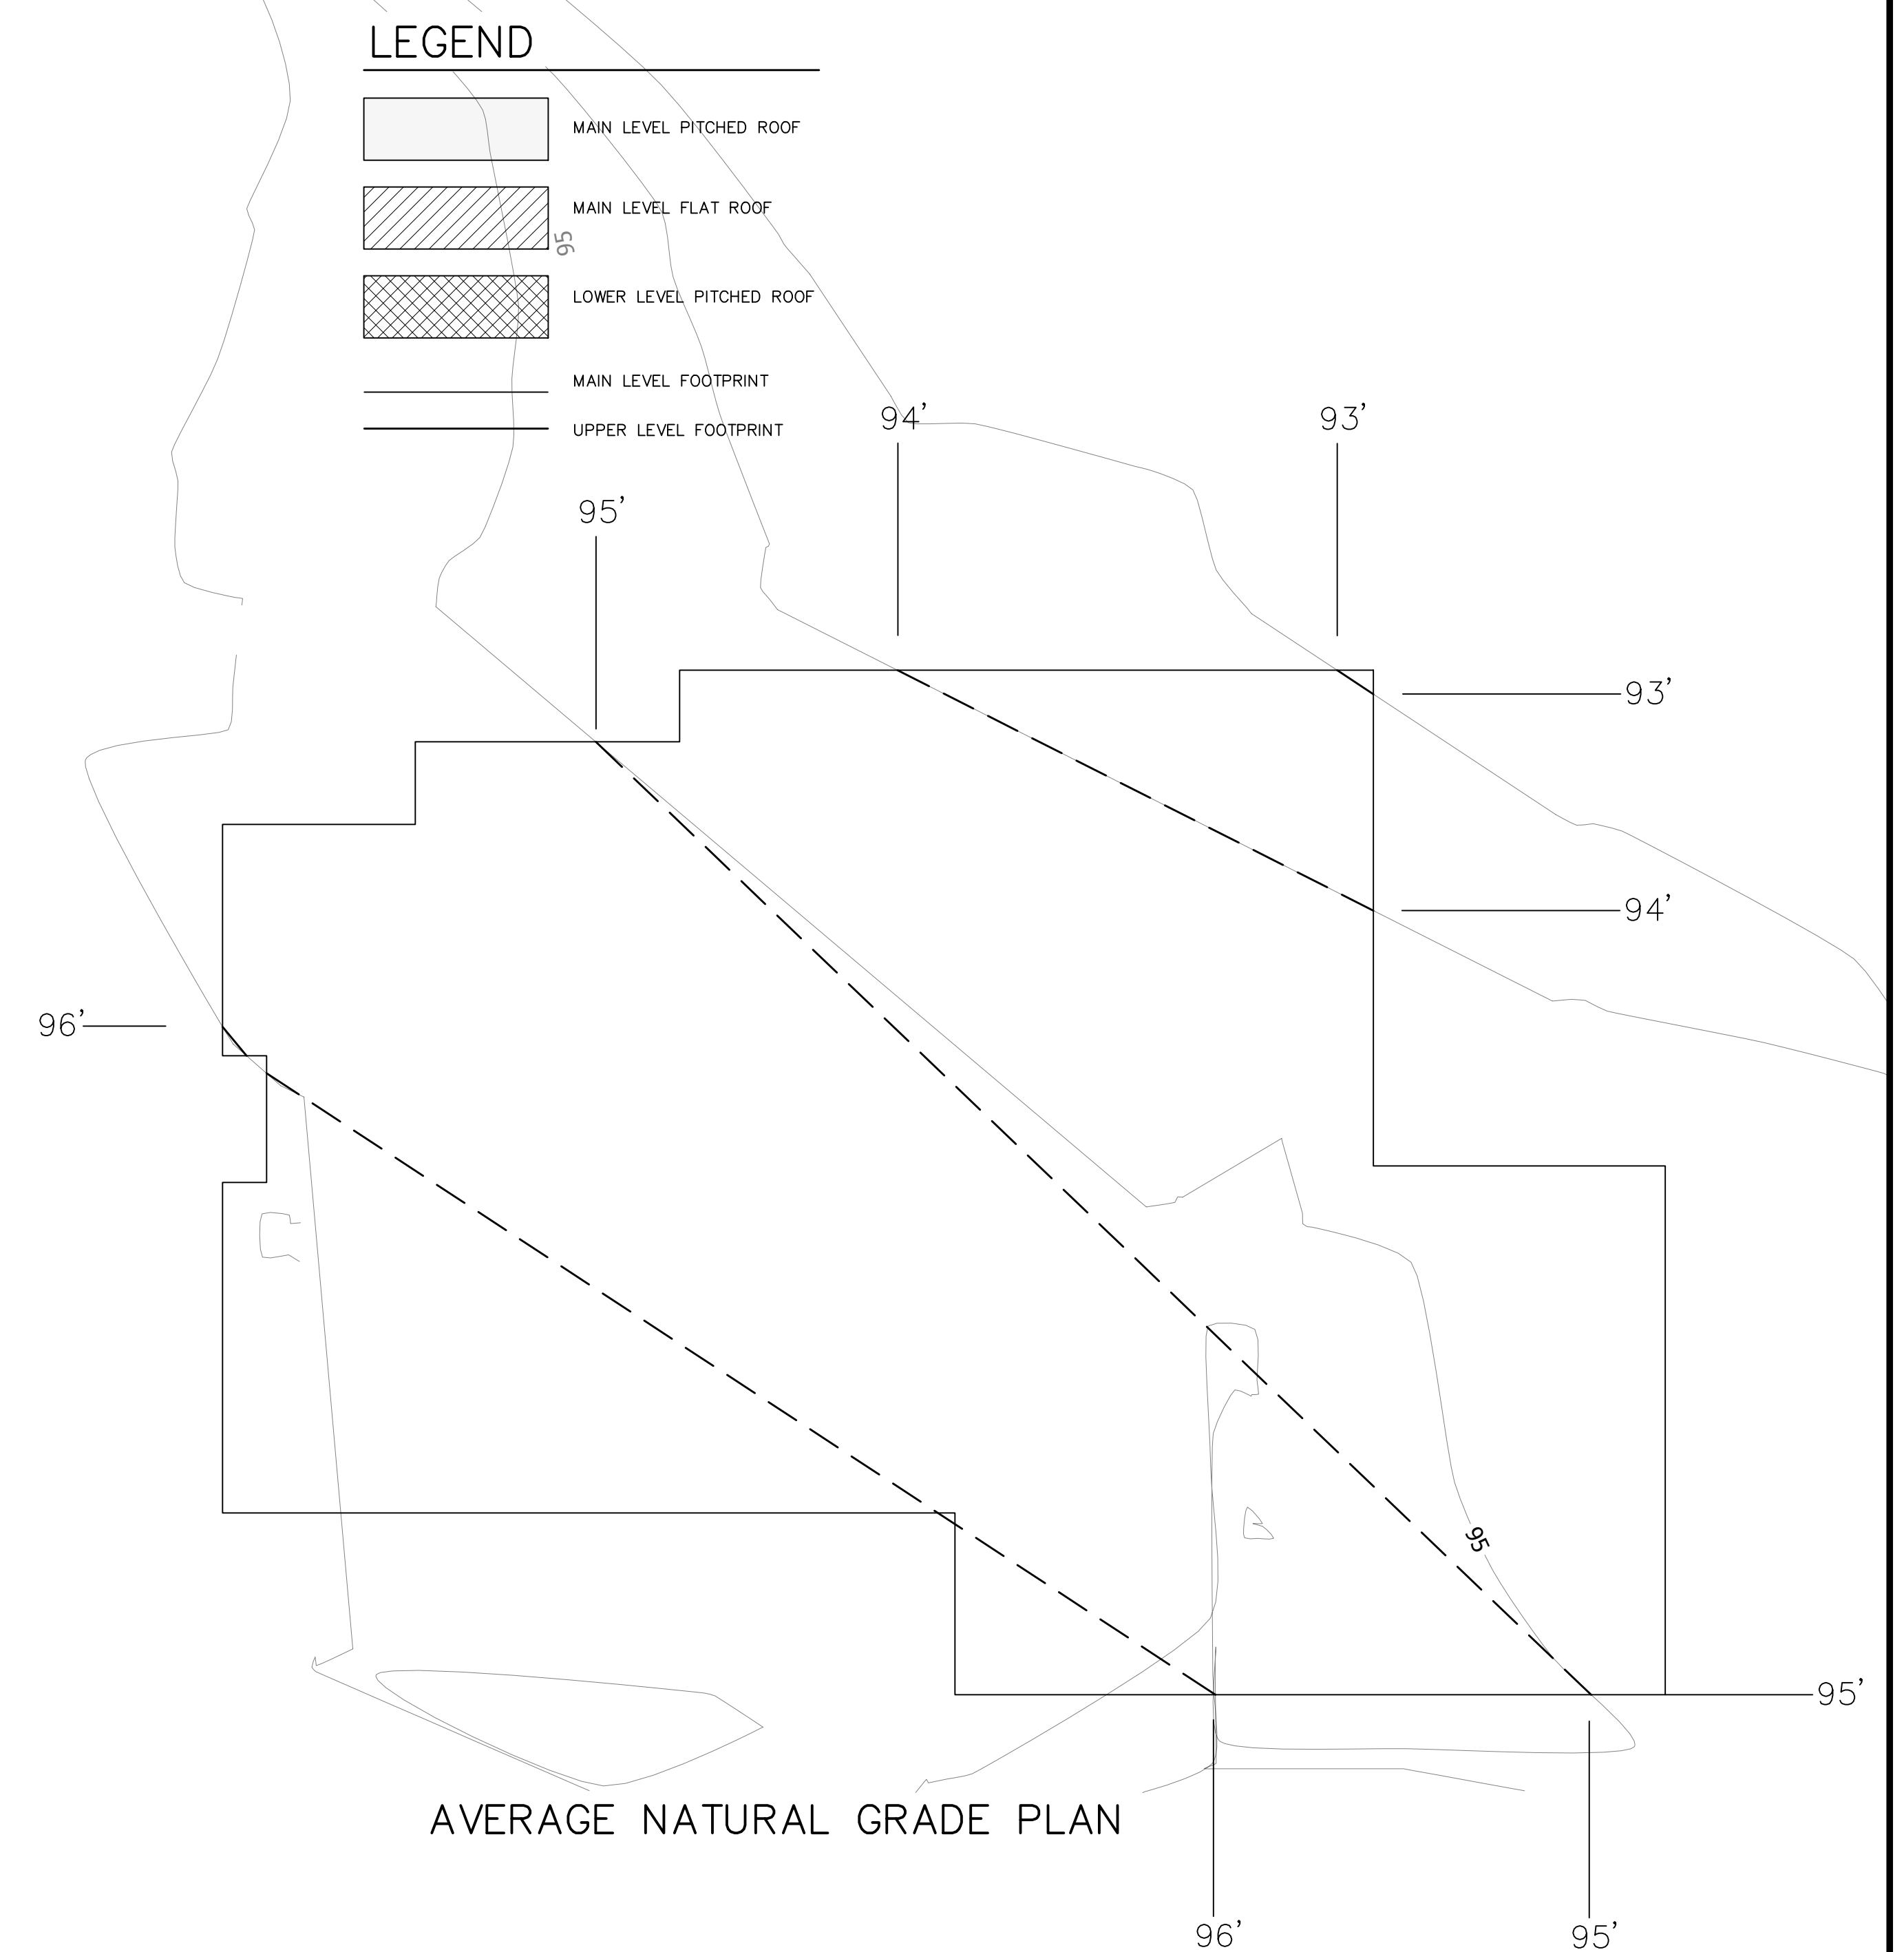 LEGEND
MAIN LEVEL PITCHED ROOF
MAIN LEVEL FLAT ROOF
95
LOWER LEVEL PITCHED ROOF
MAIN LEVEL FOOTPRINT
UPPER LEVEL FOOTPRINT
94'
93'
95'
93'
94'
96'
95
95'
AVERAGE NATURAL GRADE PLAN
96'
95'